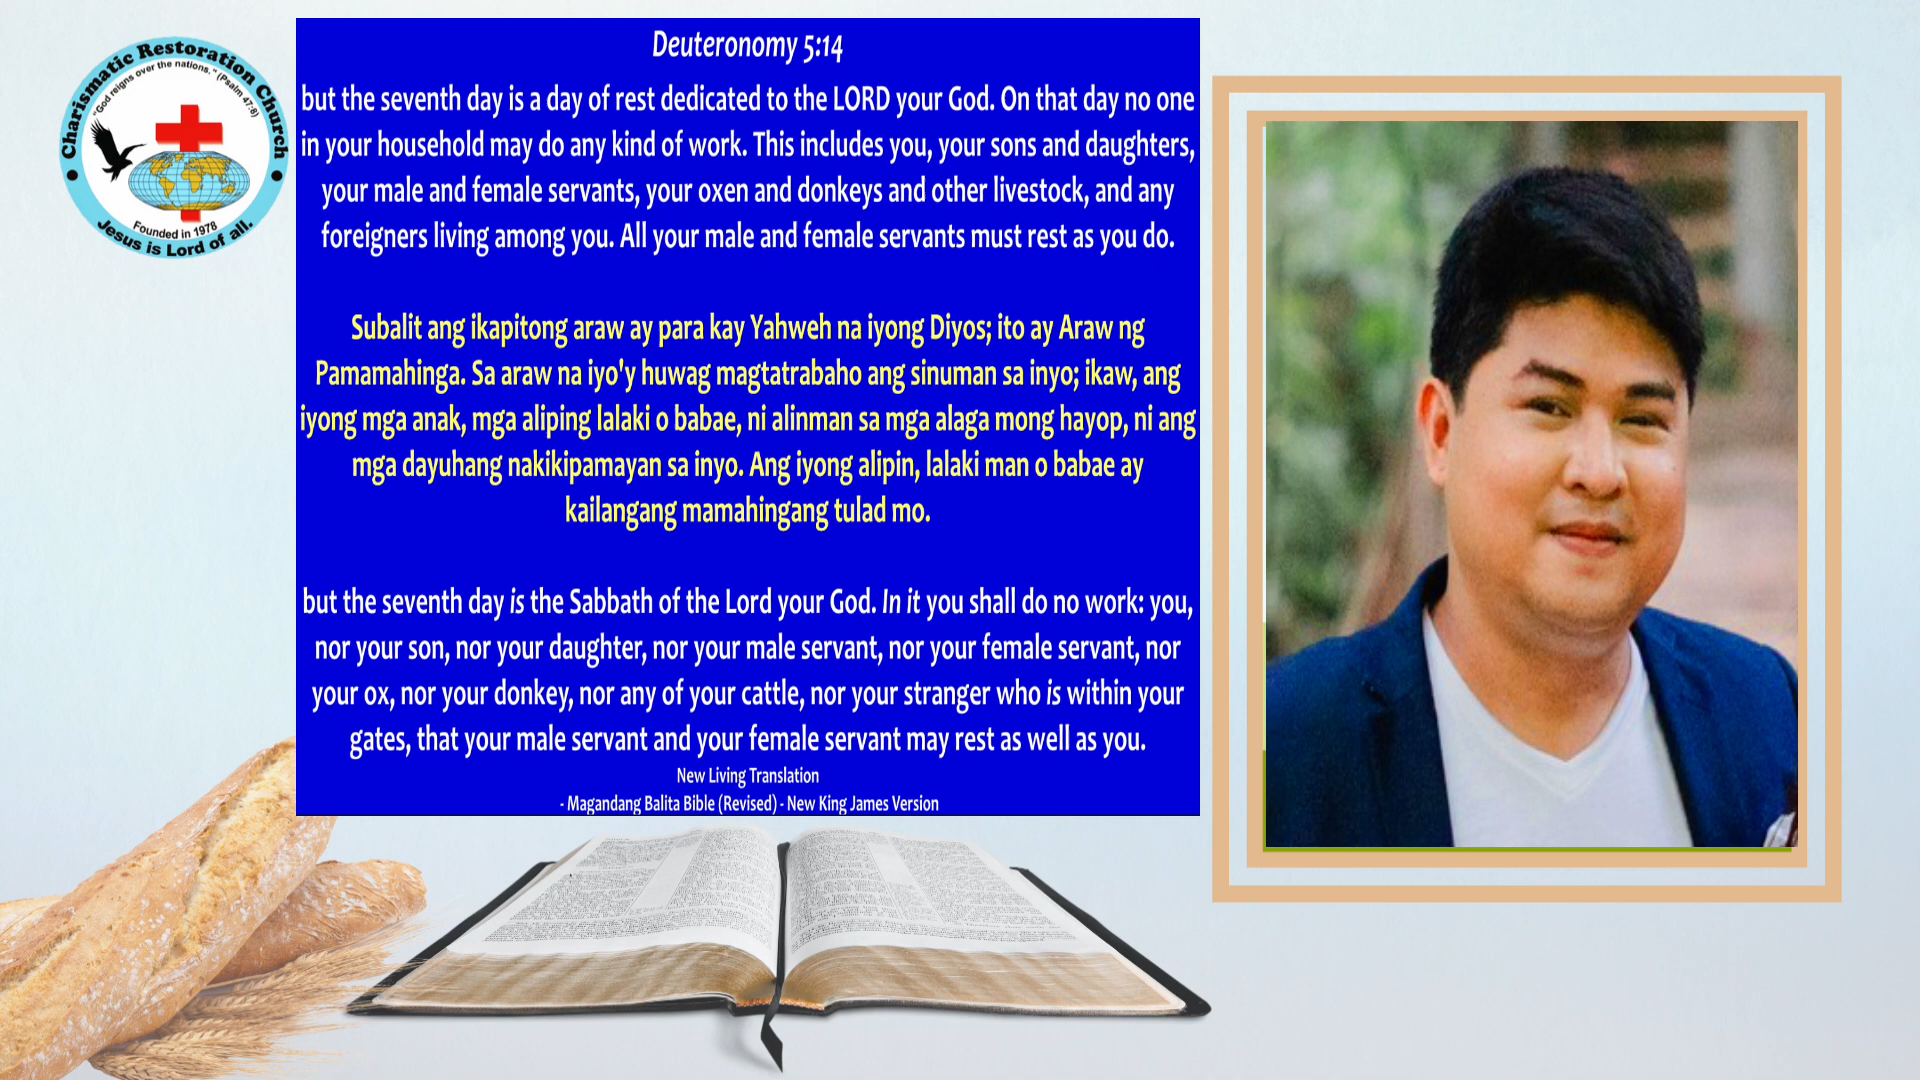 Charismatic Restoration Church
"God reigns over the nations." (Psalm 47:8)
Founded in 1978
Jesus is Lord of all.
Deuteronomy 5:14
but the seventh day is a day of rest dedicated to the LORD your God. On that day no one
in your household may do any kind of work. This includes you, your sons and daughters,
your male and female servants, your oxen and donkeys and other livestock, and any
foreigners living among you. All your male and female servants must rest as you do.
Subalit ang ikapitong araw ay para kay Yahweh na iyong Diyos; ito ay Araw ng
Pamamahinga. Sa araw na iyo'y huwag magtatrabaho ang sinuman sa inyo; ikaw, ang
iyong mga anak, mga aliping lalaki o babae, ni alinman sa mga alaga mong hayop, ni ang
mga dayuhang nakikipamayan sa inyo. Ang iyong alipin, lalaki man o babae ay
kailangang mamahingang tulad mo.
but the seventh day is the Sabbath of the Lord your God. In it you shall do no work: you,
nor your son, nor your daughter, nor your male servant, nor your female servant, nor
your ox, nor your donkey, nor any of your cattle, nor your stranger who is within your
gates, that your male servant and your female servant may rest as well as you.
New Living Translation
- Magandang Balita Bible (Revised) - New King James Version